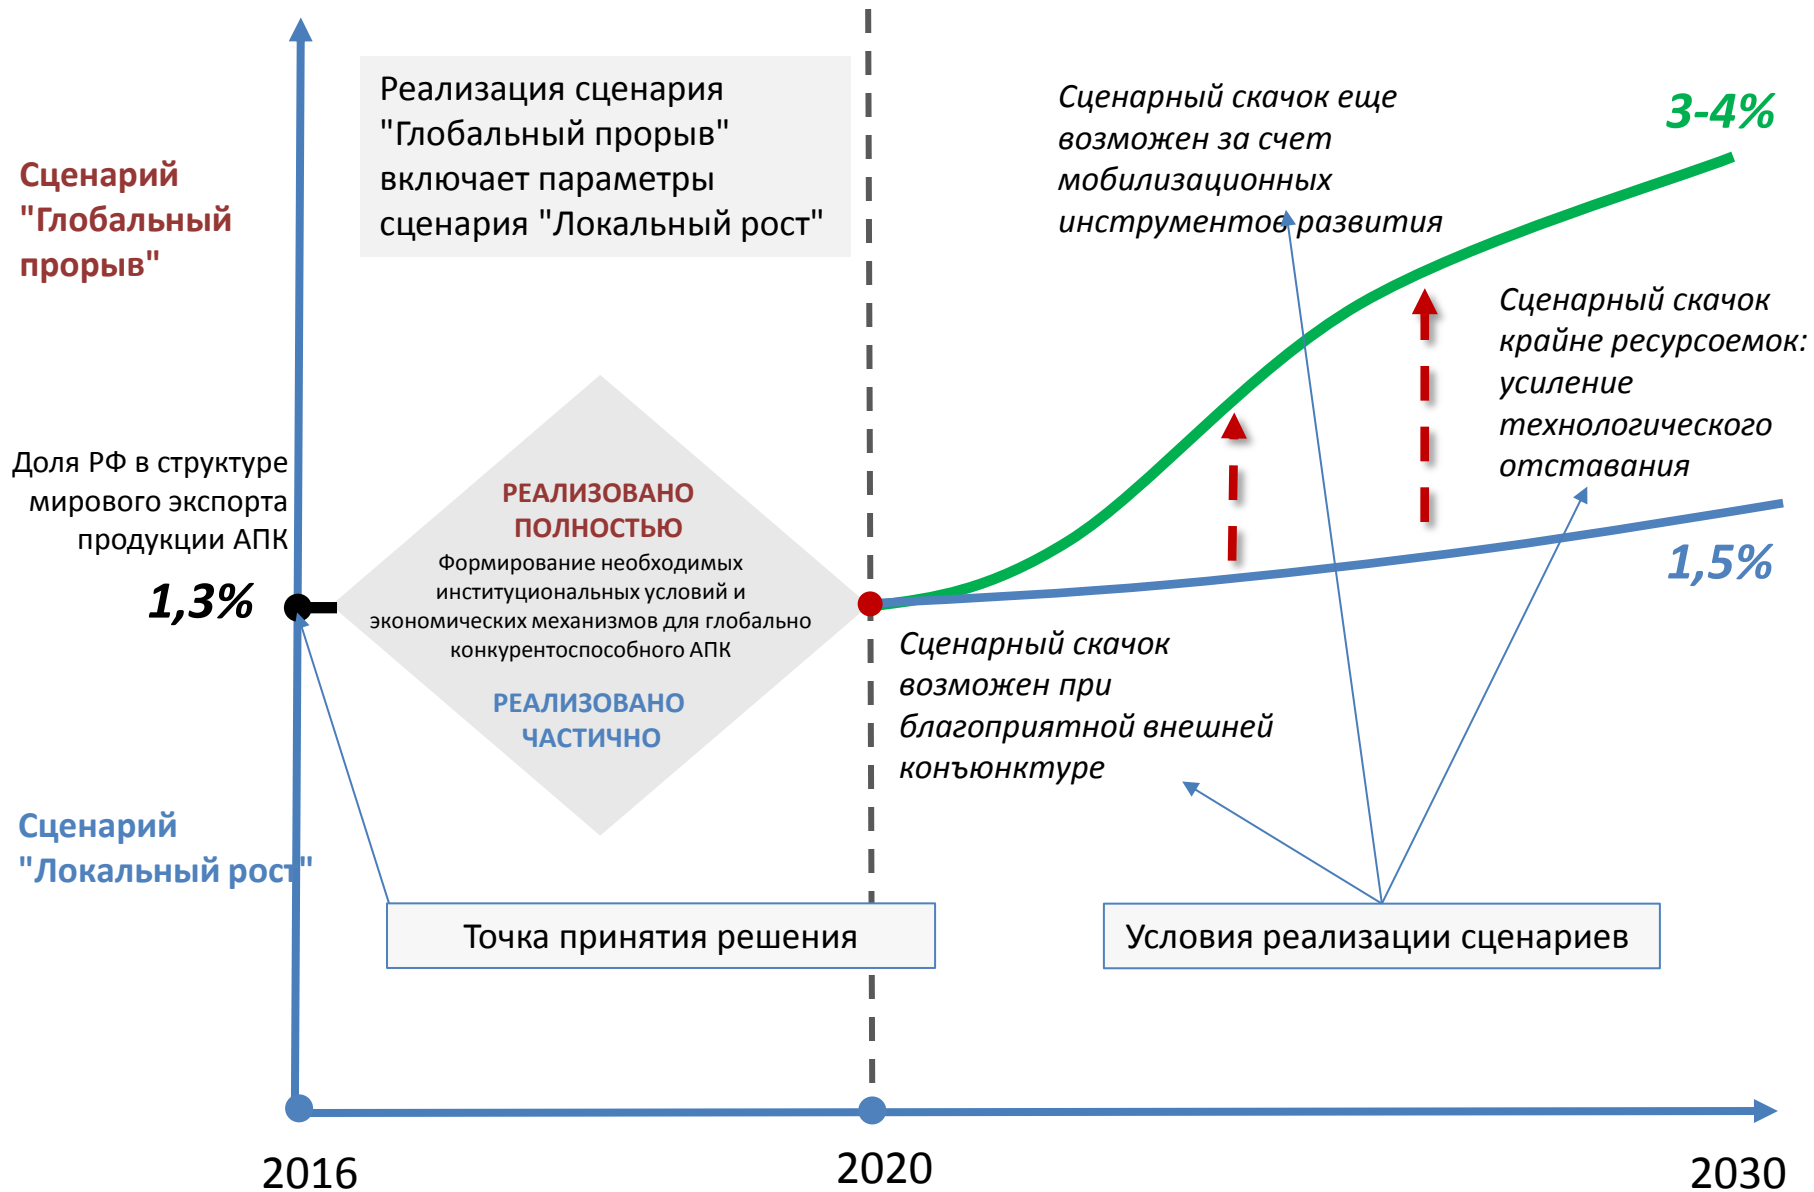 Реализация сценария
"Глобальный прорыв"
включает параметры
сценария "Локальный рост"
Сценарный скачок еще
возможен за счет
мобилизационных
инструментов развития
3-4%
Сценарий
"Глобальный
прорыв"
Сценарный скачок
крайне ресурсоемок:
усиление
технологического
отставания
Доля РФ в структуре
мирового экспорта
продукции АПК
1,3%
РЕАЛИЗОВАНО
ПОЛНОСТЬЮ
Формирование необходимых
институциональных условий и
экономических механизмов для глобально
конкурентоспособного АПК
РЕАЛИЗОВАНО
ЧАСТИЧНО
1,5%
Сценарный скачок
возможен при
благоприятной внешней
конъюнктуре
Сценарий
"Локальный рост"
Точка принятия решения
Условия реализации сценариев
2016
2020
2030